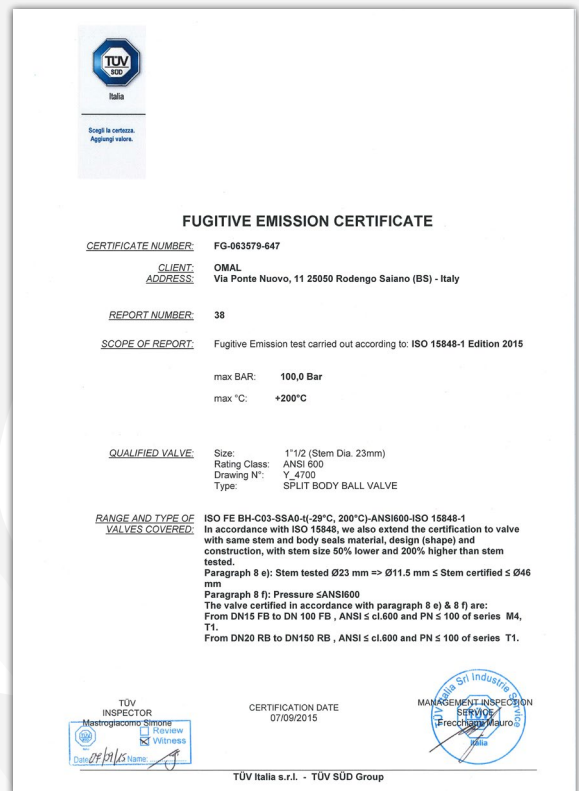 TÜV
SÜD
Italia
Scegli la certezza.
Aggiungi valore.
FUGITIVE EMISSION CERTIFICATE
CERTIFICATE NUMBER: FG-063579-647
CLIENT: OMAL
ADDRESS: Via Ponte Nuovo, 11 25050 Rodengo Saiano (BS) - Italy
REPORT NUMBER: 38
SCOPE OF REPORT: Fugitive Emission test carried out according to: ISO 15848-1 Edition 2015
max BAR: 100,0 Bar
max °C: +200°C
QUALIFIED VALVE: Size: 1"1/2 (Stem Dia. 23mm)
Rating Class: ANSI 600
Drawing N°: Y_4700
Type: SPLIT BODY BALL VALVE
RANGE AND TYPE OF ISO FE BH-C03-SSA0-t(-29°C, 200°C)-ANSI600-ISO 15848-1
VALVES COVERED: In accordance with ISO 15848, we also extend the certification to valve
with same stem and body seals material, design (shape) and
construction, with stem size 50% lower and 200% higher than stem
tested.
Paragraph 8 e): Stem tested Ø23 mm => Ø11.5 mm ≤ Stem certified ≤ Ø46
mm
Paragraph 8 f): Pressure ≤ANSI600
The valve certified in accordance with paragraph 8 e) & 8 f) are:
From DN15 FB to DN 100 FB , ANSI ≤ cl.600 and PN ≤ 100 of series M4,
T1.
From DN20 RB to DN150 RB , ANSI ≤ cl.600 and PN ≤ 100 of series T1.
TÜV
INSPECTOR
Mastrogiacomo Simone
Review
Witness
Date: 07/09/15 Name:
CERTIFICATION DATE
07/09/2015
MANAGEMENT INSPECTION
SERVICE
Frecchiami Mauro
TÜV Italia Srl Industrie Service
Italia
TÜV Italia s.r.l. - TÜV SÜD Group